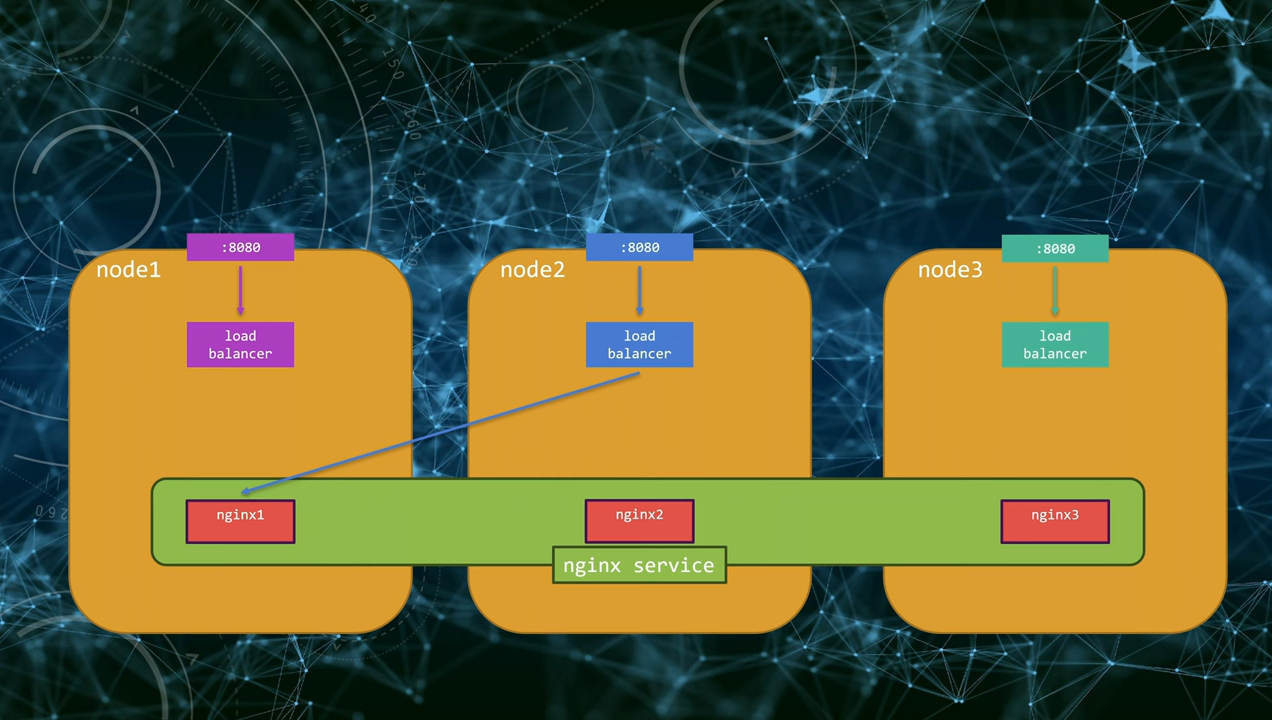 :8080
:8080
:8080
node1
node2
node3
load
balancer
load
balancer
load
balancer
nginx1
nginx2
nginx3
nginx service